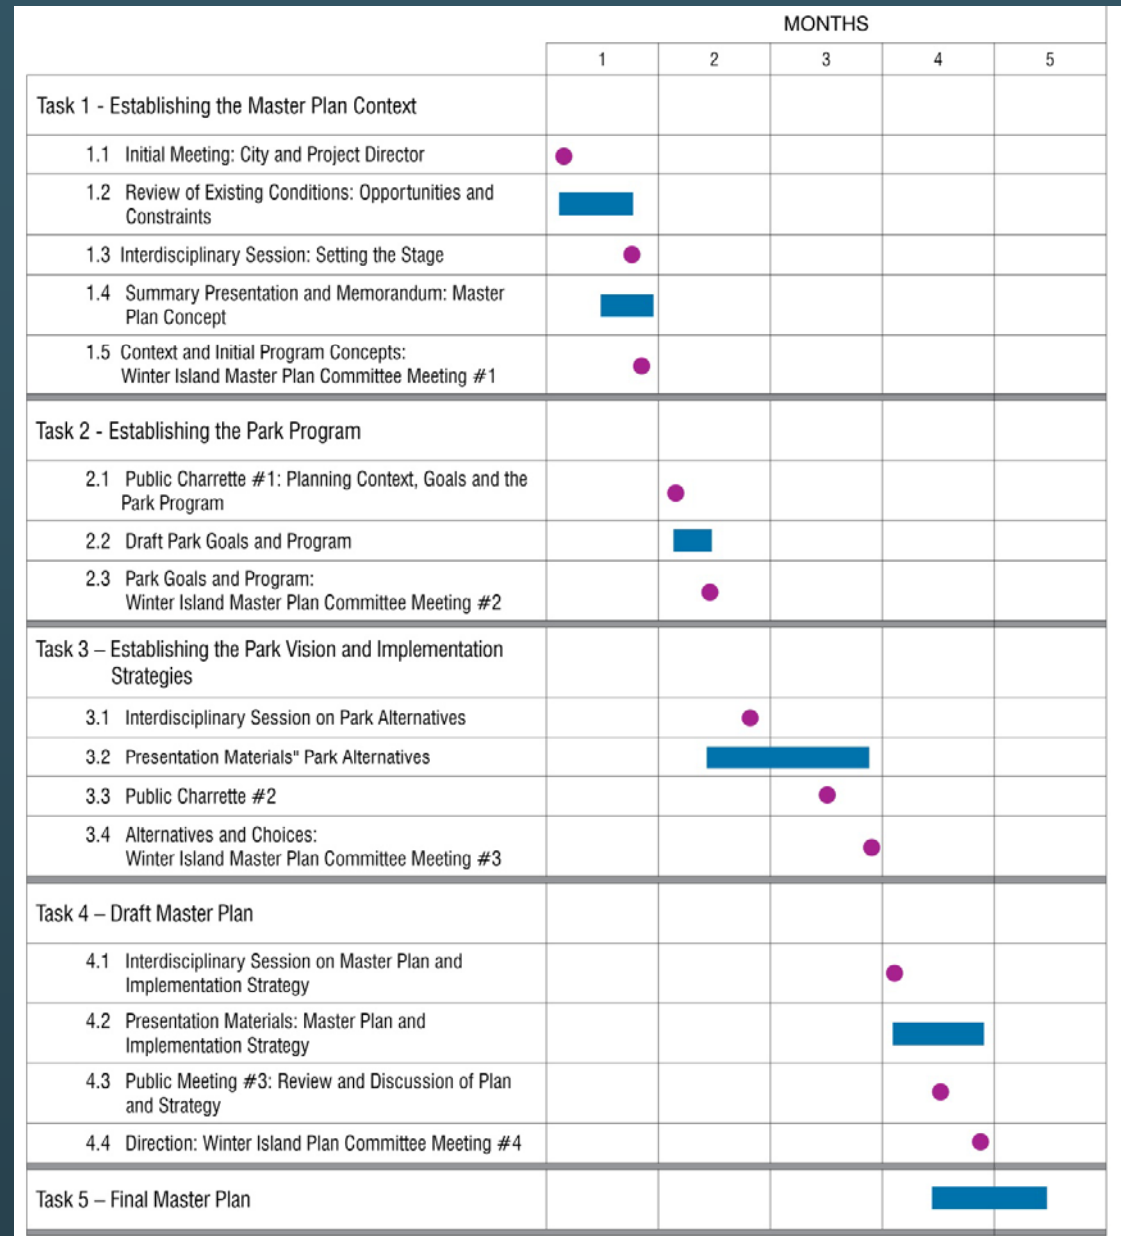 MONTHS
1 2 3 4 5
Task 1 - Establishing the Master Plan Context
1.1 Initial Meeting: City and Project Director
1.2 Review of Existing Conditions: Opportunities and
Constraints
1.3 Interdisciplinary Session: Setting the Stage
1.4 Summary Presentation and Memorandum: Master
Plan Concept
1.5 Context and Initial Program Concepts:
Winter Island Master Plan Committee Meeting #1
Task 2 - Establishing the Park Program
2.1 Public Charrette #1: Planning Context, Goals and the
Park Program
2.2 Draft Park Goals and Program
2.3 Park Goals and Program:
Winter Island Master Plan Committee Meeting #2
Task 3 – Establishing the Park Vision and Implementation
Strategies
3.1 Interdisciplinary Session on Park Alternatives
3.2 Presentation Materials" Park Alternatives
3.3 Public Charrette #2
3.4 Alternatives and Choices:
Winter Island Master Plan Committee Meeting #3
Task 4 – Draft Master Plan
4.1 Interdisciplinary Session on Master Plan and
Implementation Strategy
4.2 Presentation Materials: Master Plan and
Implementation Strategy
4.3 Public Meeting #3: Review and Discussion of Plan
and Strategy
4.4 Direction: Winter Island Plan Committee Meeting #4
Task 5 – Final Master Plan